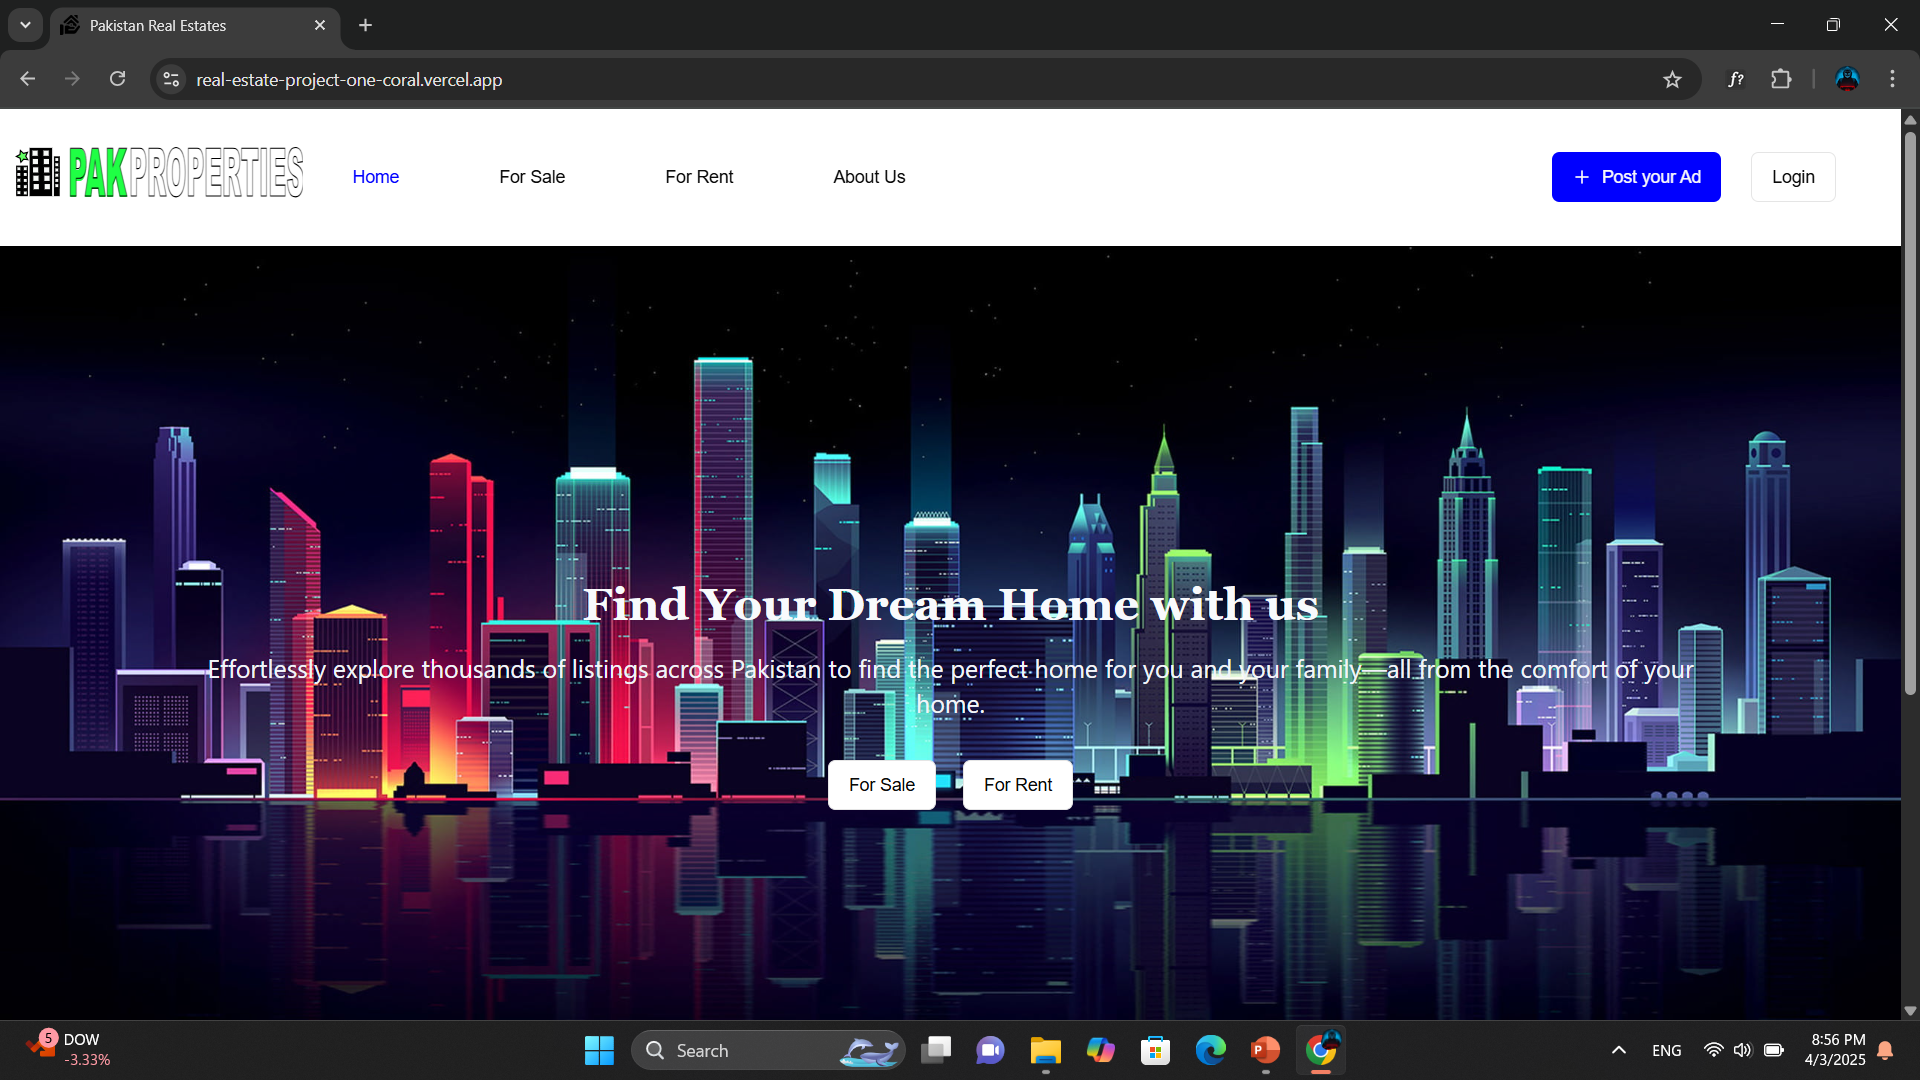 Pakistan Real Estates
real-estate-project-one-coral.vercel.app
f?
PAKPROPERTIES
Home
For Sale
For Rent
About Us
+ Post your Ad
Login
Find Your Dream Home with us
Effortlessly explore thousands of listings across Pakistan to find the perfect home for you and your family—all from the comfort of your
home.
For Sale
For Rent
5
DOW
-3.33%
Search
P
ENG
8:56 PM
4/3/2025